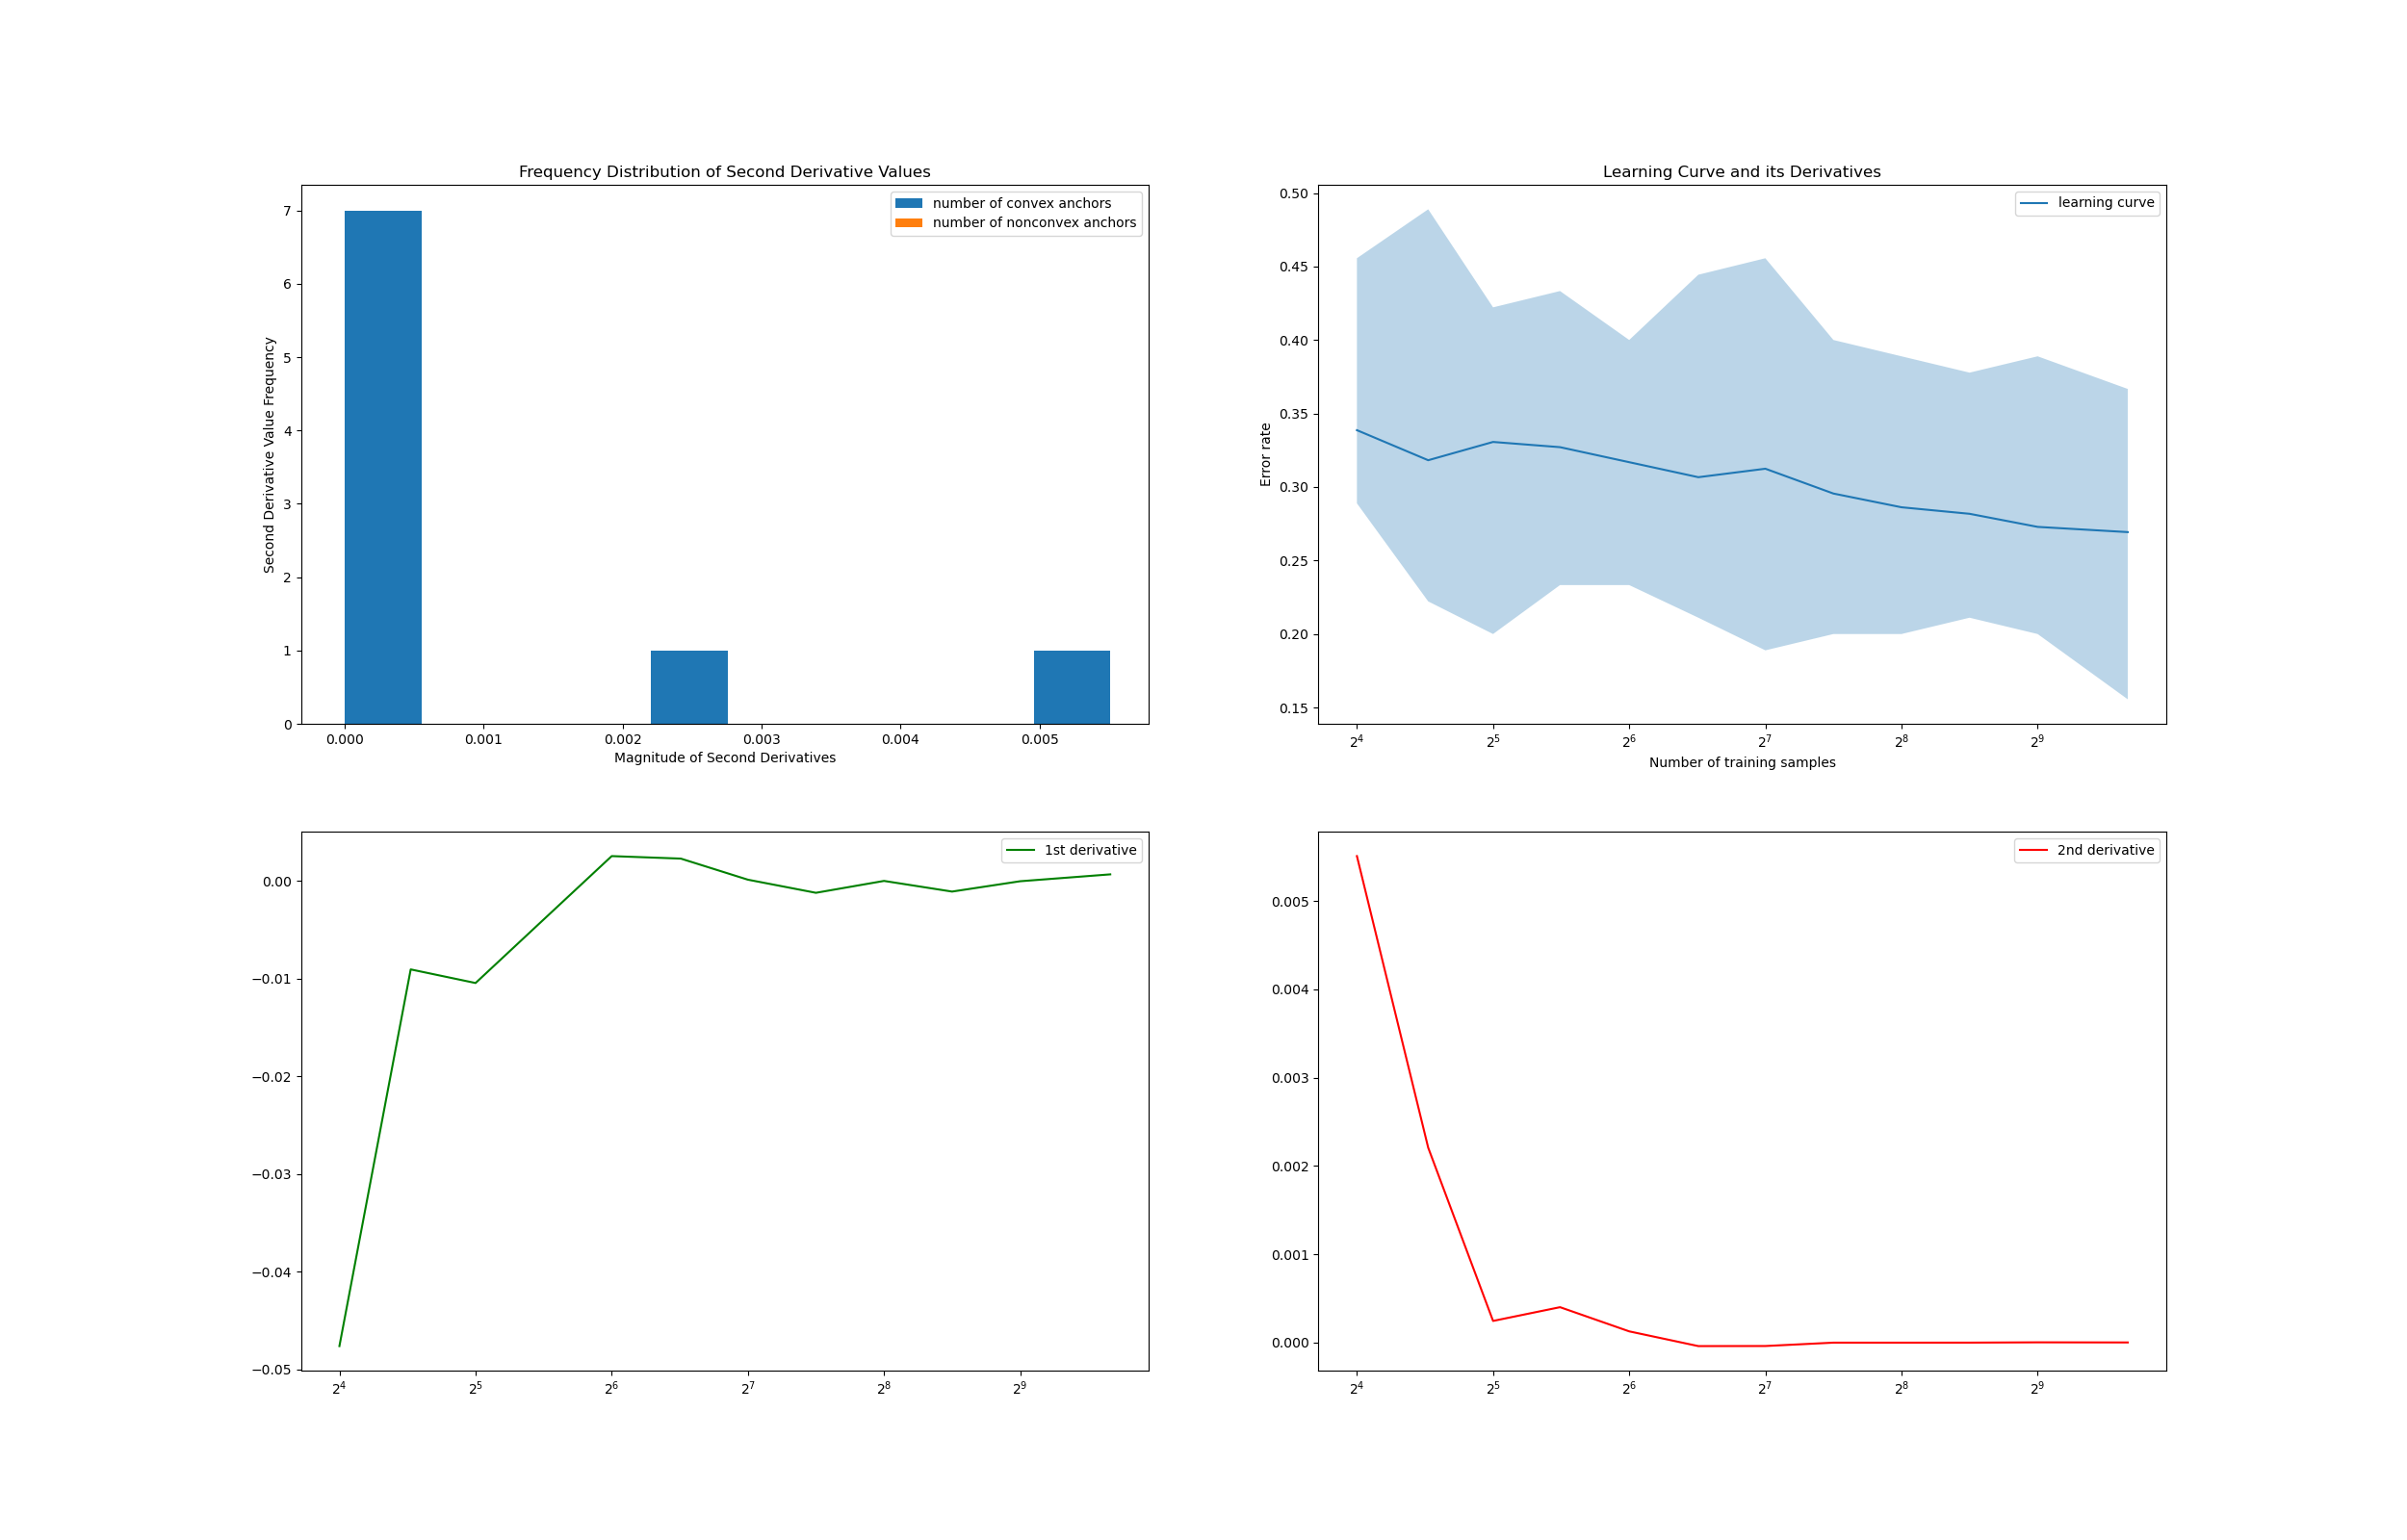 Frequency Distribution of Second Derivative Values
number of convex anchors
number of nonconvex anchors
Second Derivative Value Frequency
7
6
5
4
3
2
1
0
0.000 0.001 0.002 0.003 0.004 0.005
Magnitude of Second Derivatives
Learning Curve and its Derivatives
learning curve
Error rate
0.50
0.45
0.40
0.35
0.30
0.25
0.20
0.15
2⁴ 2⁵ 2⁶ 2⁷ 2⁸ 2⁹
Number of training samples
1st derivative
0.00
−0.01
−0.02
−0.03
−0.04
−0.05
2⁴ 2⁵ 2⁶ 2⁷ 2⁸ 2⁹
2nd derivative
0.005
0.004
0.003
0.002
0.001
0.000
2⁴ 2⁵ 2⁶ 2⁷ 2⁸ 2⁹